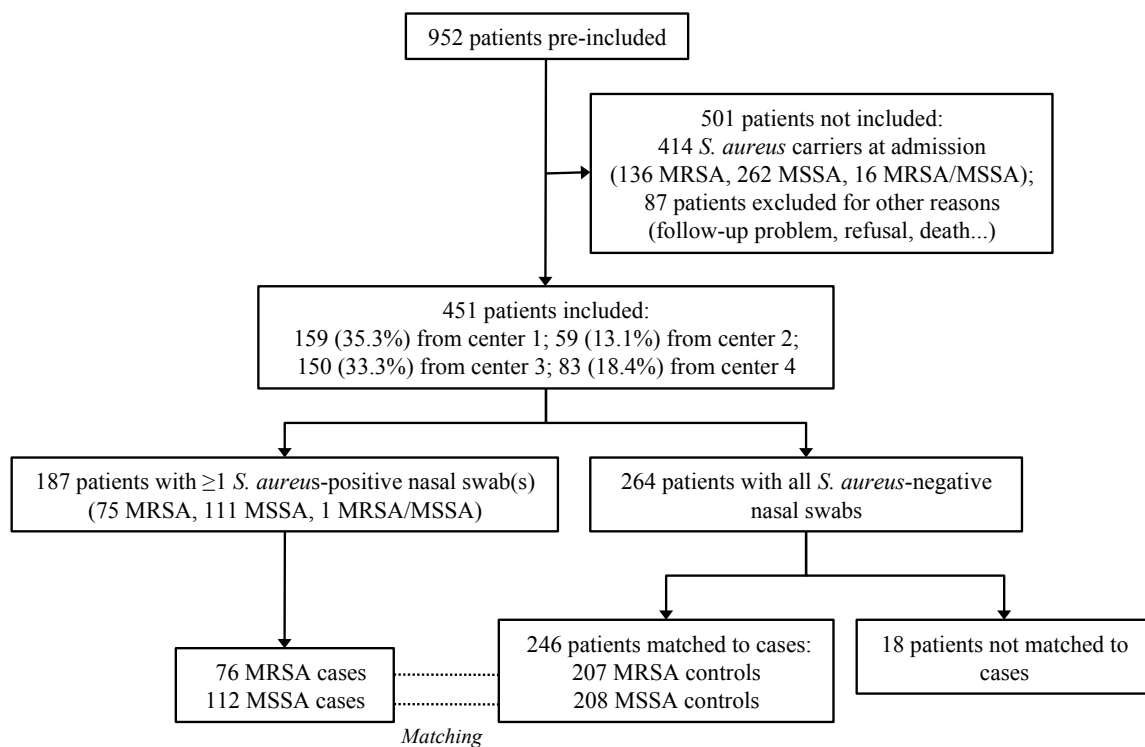 952 patients pre-included
501 patients not included:
414 S. aureus carriers at admission
(136 MRSA, 262 MSSA, 16 MRSA/MSSA);
87 patients excluded for other reasons
(follow-up problem, refusal, death...)
451 patients included:
159 (35.3%) from center 1; 59 (13.1%) from center 2;
150 (33.3%) from center 3; 83 (18.4%) from center 4
187 patients with ≥1 S. aureus-positive nasal swab(s)
(75 MRSA, 111 MSSA, 1 MRSA/MSSA)
264 patients with all S. aureus-negative
nasal swabs
76 MRSA cases
112 MSSA cases
246 patients matched to cases:
207 MRSA controls
208 MSSA controls
18 patients not matched to
cases
Matching